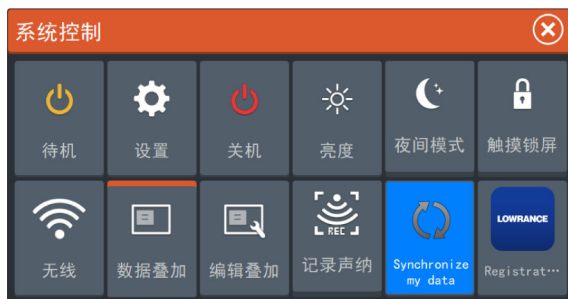 系统控制
待机
设置
关机
亮度
夜间模式
触摸锁屏
无线
数据叠加
编辑叠加
REC
记录声纳
Synchronize
my data
LOWRANCE
Registrat…